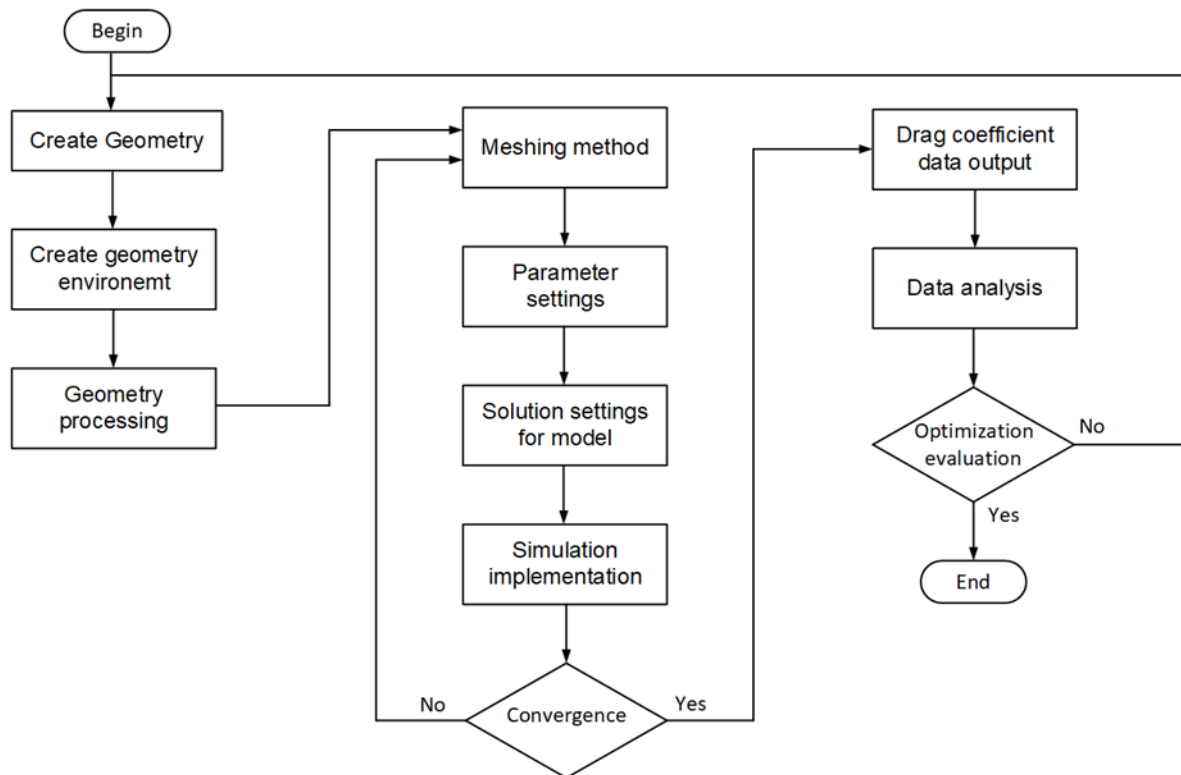 Begin
Create Geometry
Create geometry
environemt
Geometry
processing
Meshing method
Parameter
settings
Solution settings
for model
Simulation
implementation
No
Convergence
Yes
Drag coefficient
data output
Data analysis
Optimization
evaluation
No
Yes
End